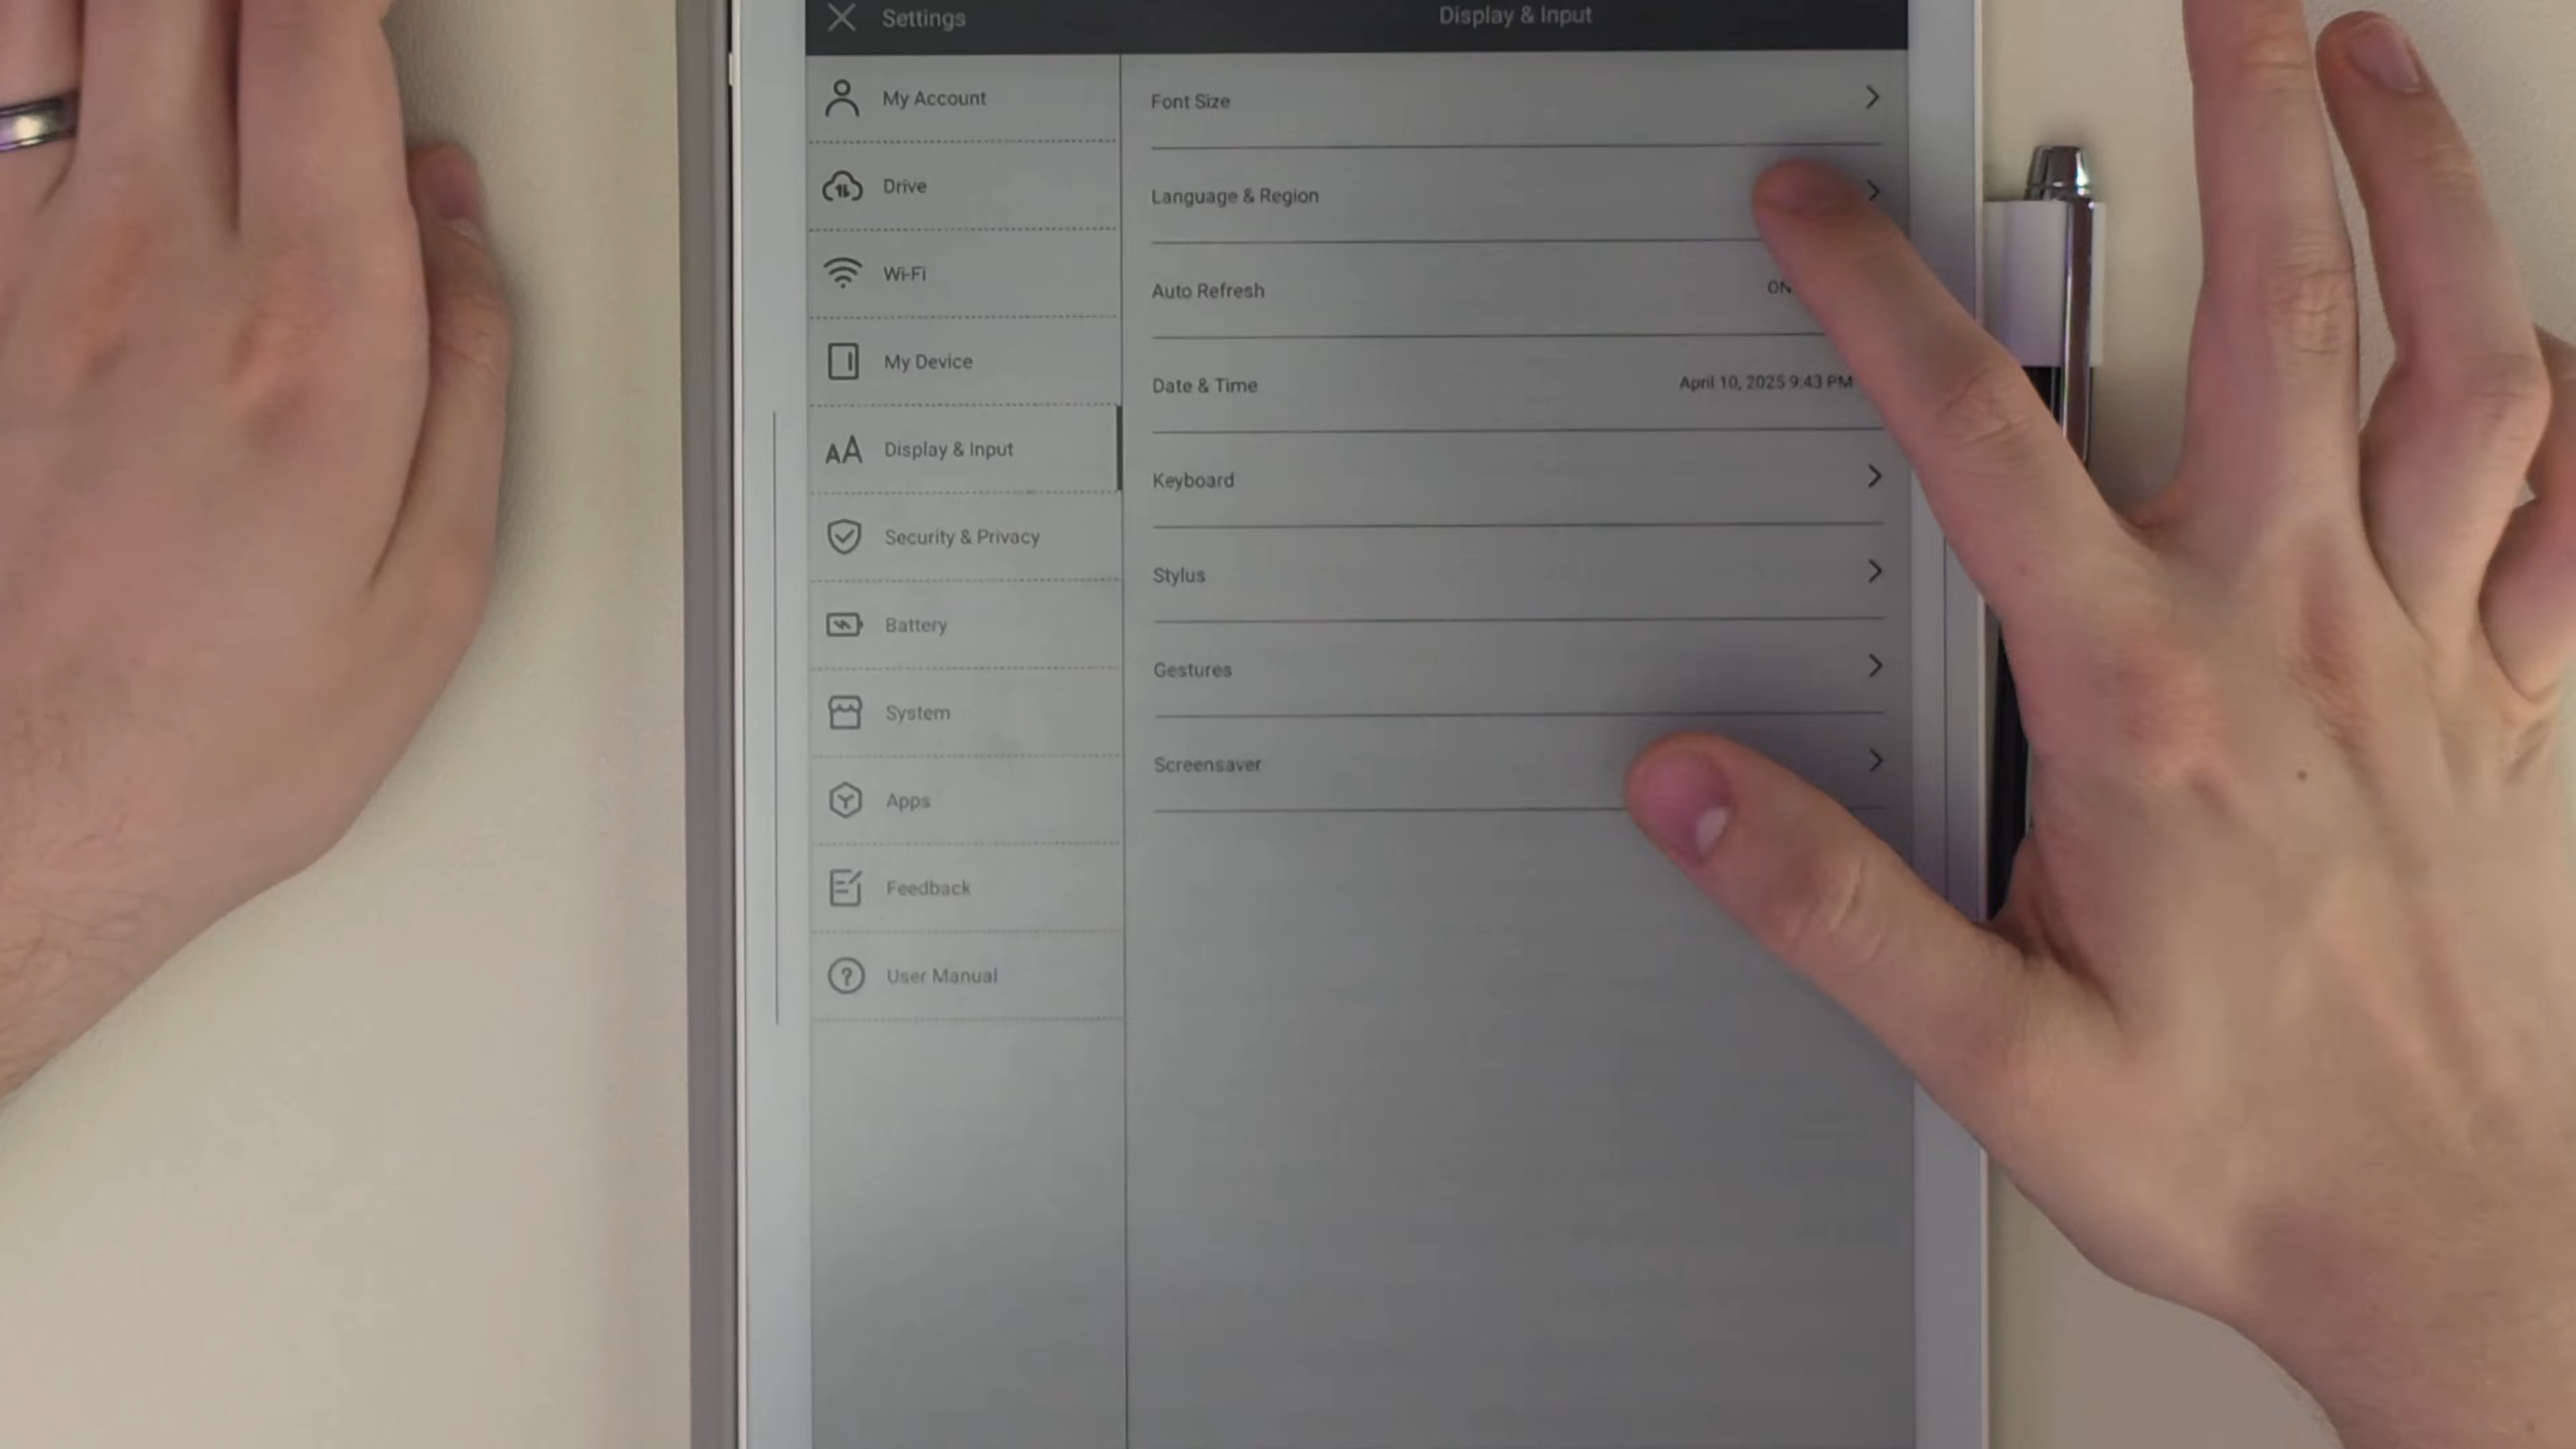 Settings
Display & Input
My Account
Drive
Wi-Fi
My Device
Display & Input
Security & Privacy
Battery
System
Apps
Feedback
User Manual
Font Size
Language & Region
Auto Refresh ON
Date & Time April 10, 2025 9:43 PM
Keyboard
Stylus
Gestures
Screensaver